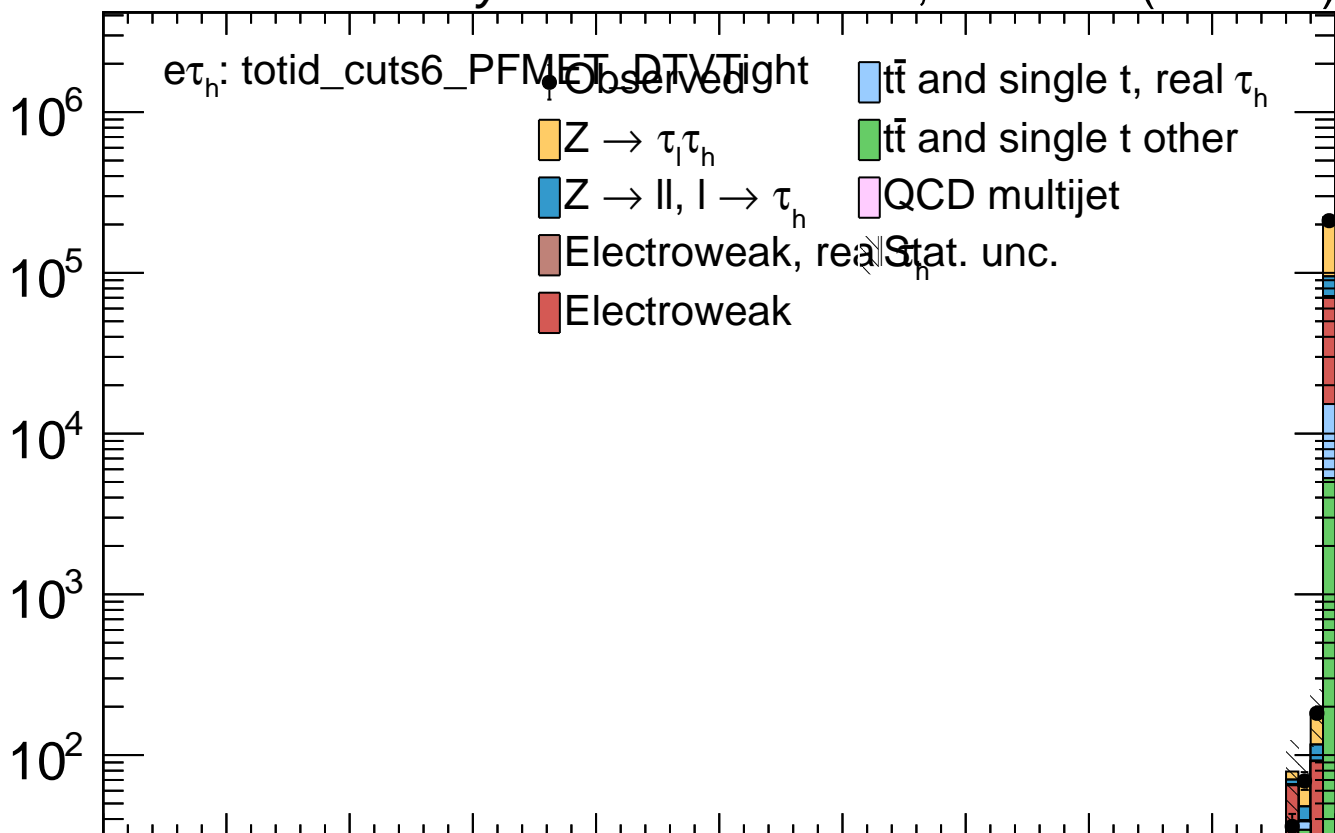 eτh: totid_cuts6_PFMET_DTVTight
Observed
Z → τlτh
Z → ll, l → τh
Electroweak, real τh
Electroweak
tt̄ and single t, real τh
tt̄ and single t other
QCD multijet
Stat. unc.
10⁶
10⁵
10⁴
10³
10²